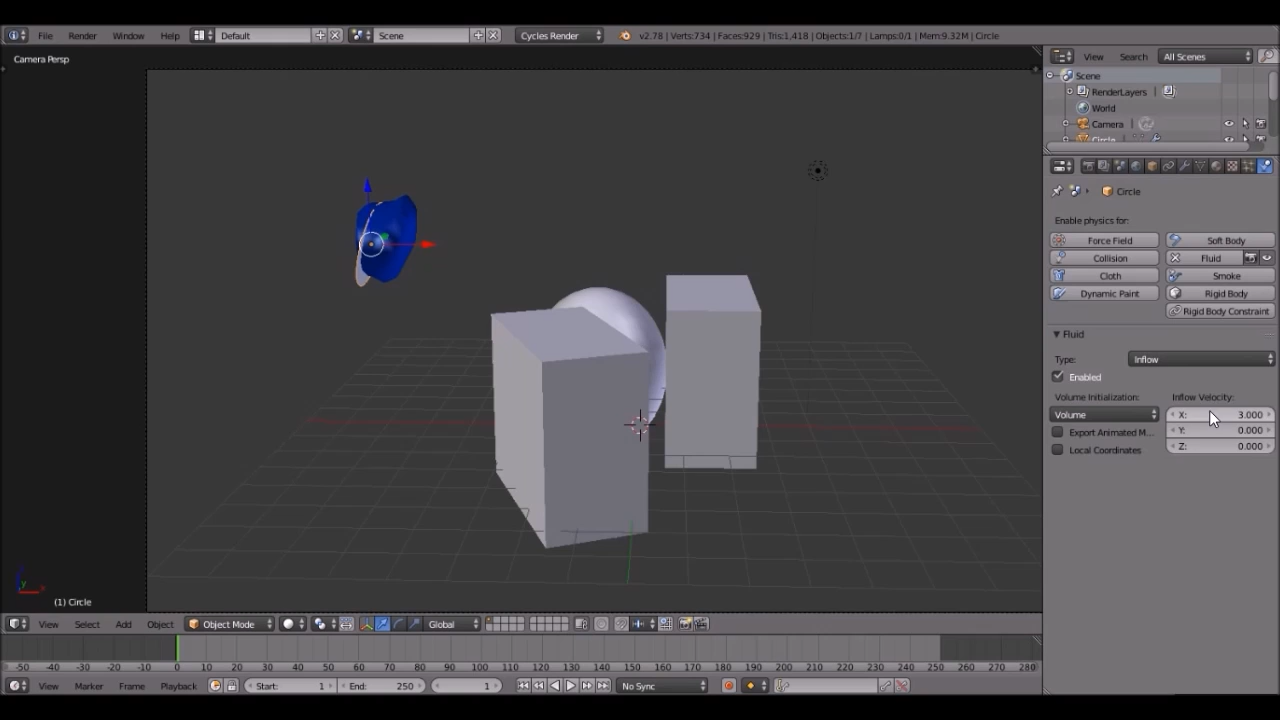 File Render Window Help Default Scene Cycles Render v2.78 | Verts:734 | Faces:929 | Tris:1,418 | Objects:1/7 | Lamps:0/1 | Mem:9.32M | Circle
Camera Persp
View Search All Scenes
Scene
RenderLayers
World
Camera
Circle
Circle
Enable physics for:
Force Field Soft Body
Collision Fluid
Cloth Smoke
Dynamic Paint Rigid Body
Rigid Body Constraint
Fluid
Type: Inflow
Enabled
Volume Initialization: Inflow Velocity:
Volume X: 3.000
Export Animated M... Y: 0.000
Local Coordinates Z: 0.000
(1) Circle
View Select Add Object Object Mode Global
-50 -40 -30 -20 -10 0 10 20 30 40 50 60 70 80 90 100 110 120 130 140 150 160 170 180 190 200 210 220 230 240 250 260 270 280
View Marker Frame Playback Start: 1 End: 250 1 No Sync